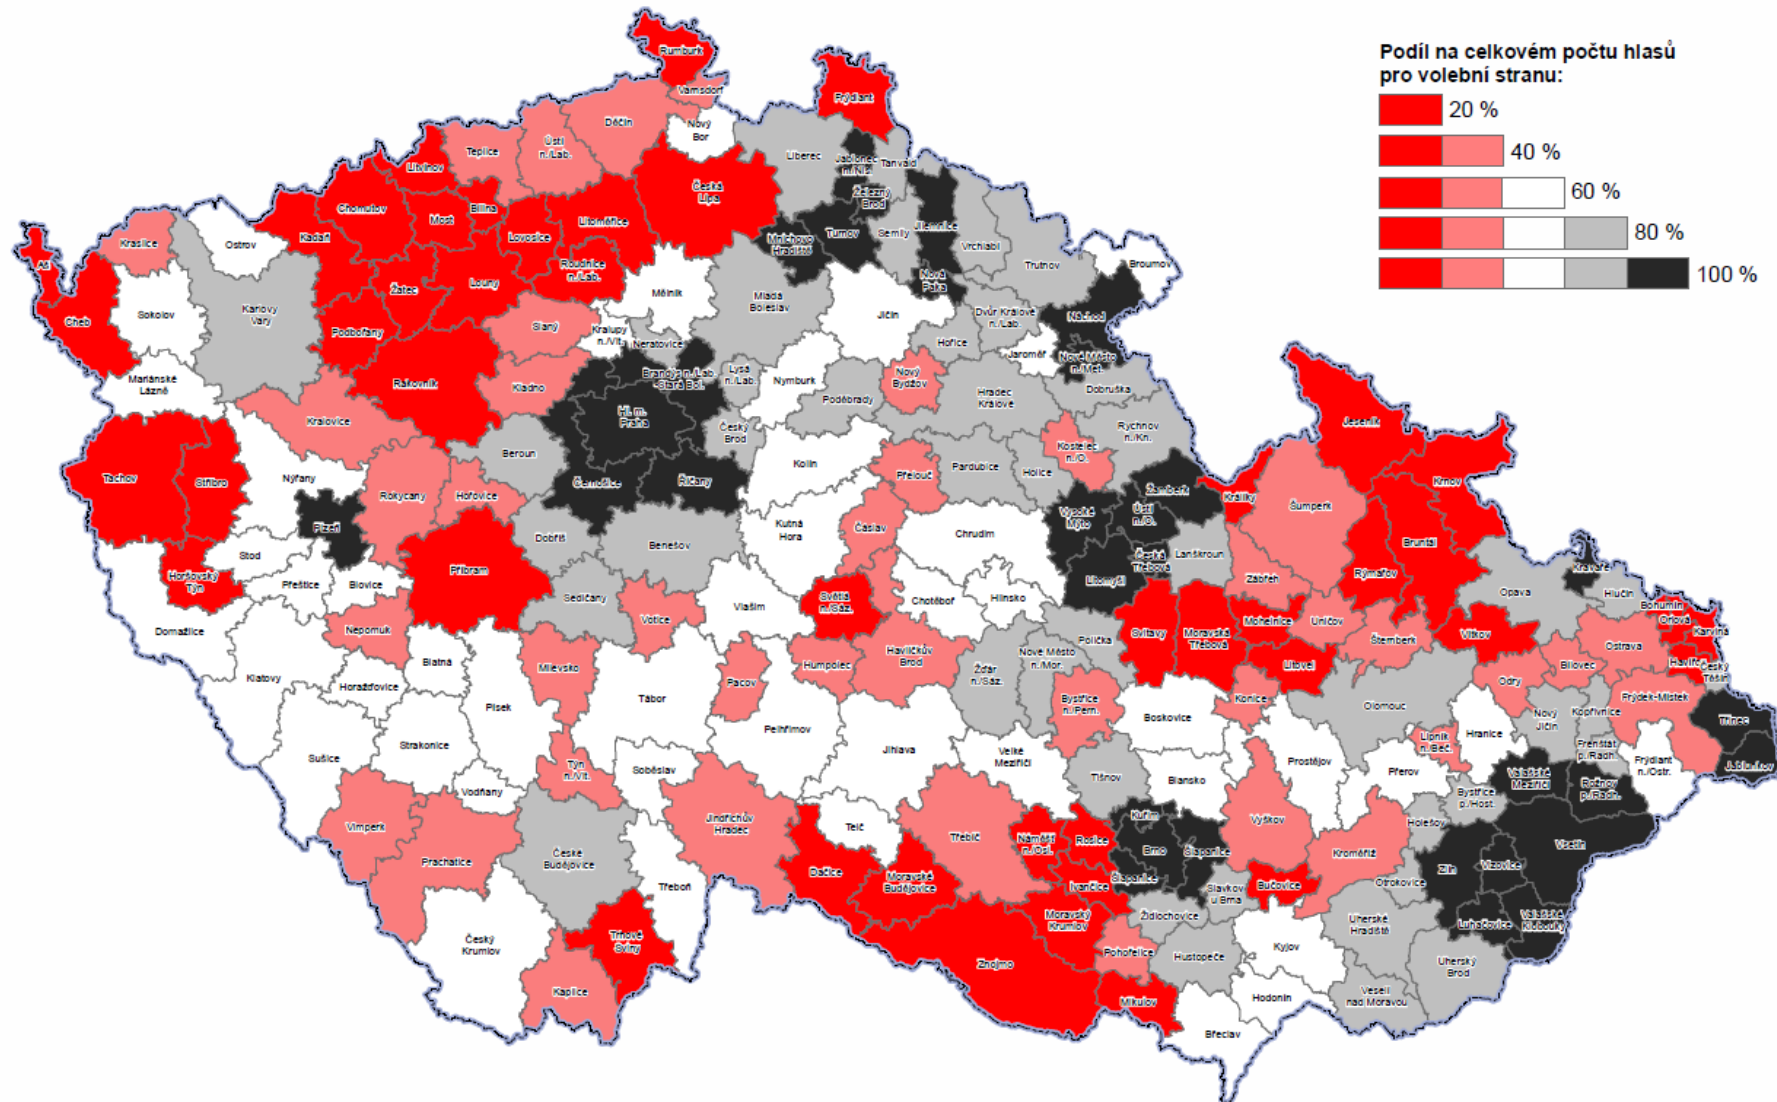 Podíl na celkovém počtu hlasů
pro volební stranu:
20 %
40 %
60 %
80 %
100 %
Rumburk
Varnsdorf
Frýdlant
Děčín
Nový
Bor
Ústí
n./Lab.
Teplice
Litvínov
Liberec
Jablonec
n./Nis.
Tanvald
Železný
Brod
Česká
Lípa
Chomutov
Most
Bílina
Litoměřice
Lovosice
Kadaň
Ostrov
Kraslice
Aš
Cheb
Sokolov
Karlovy
Vary
Mariánské
Lázně
Podbořany
Žatec
Louny
Roudnice
n./Lab.
Mělník
Mnichovo
Hradiště
Turnov
Semily
Jilemnice
Vrchlabí
Trutnov
Broumov
Nová
Paka
Mladá
Boleslav
Jičín
Dvůr Králové
n./Lab.
Náchod
Hořice
Jaroměř
Nové Město
n./Met.
Dobruška
Slaný
Kralupy
n./Vlt.
Neratovice
Rakovník
Kladno
Brandýs n./Lab.
-Stará Bol.
Lysá
n./Lab.
Nymburk
Poděbrady
Nový
Bydžov
Hradec
Králové
Rychnov
n./Kn.
Kostelec
n./O.
Hl. m.
Praha
Český
Brod
Kralovice
Beroun
Kolín
Přelouč
Pardubice
Holice
Tachov
Stříbro
Nýřany
Rokycany
Hořovice
Černošice
Říčany
Plzeň
Žamberk
Vysoké
Mýto
Ústí
n./O.
Králíky
Česká
Třebová
Lanškroun
Litomyšl
Jeseník
Krnov
Šumperk
Bruntál
Rýmařov
Zábřeh
Čáslav
Kutná
Hora
Chrudim
Dobříš
Benešov
Stod
Horšovský
Týn
Přeštice
Blovice
Příbram
Sedlčany
Vlašim
Votice
Světlá
n./Sáz.
Chotěboř
Hlinsko
Polička
Svitavy
Moravská
Třebová
Mohelnice
Uničov
Šternberk
Litovel
Vítkov
Opava
Kravaře
Hlučín
Bohumín
Orlová
Karviná
Ostrava
Havířov
Český
Těšín
Bílovec
Odry
Frýdek-Místek
Třinec
Jablunkov
Domažlice
Nepomuk
Klatovy
Blatná
Horažďovice
Milevsko
Písek
Tábor
Pacov
Humpolec
Havlíčkův
Brod
Pelhřimov
Žďár
n./Sáz.
Nové Město
n./Mor.
Bystřice
n./Pern.
Boskovice
Konice
Olomouc
Nový
Jičín
Kopřivnice
Frenštát
p./Radh.
Frýdlant
n./Ostr.
Hranice
Lipník
n./Beč.
Přerov
Prostějov
Sušice
Strakonice
Vodňany
Týn
n./Vlt.
Soběslav
Jihlava
Velké
Meziříčí
Tišnov
Blansko
Valašské
Meziříčí
Rožnov
p./Radh.
Bystřice
p./Host.
Holešov
Vsetín
Vimperk
Prachatice
České
Budějovice
Jindřichův
Hradec
Telč
Dačice
Třebíč
Náměšť
n./Osl.
Rosice
Kuřim
Brno
Šlapanice
Šlapanice
Vyškov
Kroměříž
Zlín
Vizovice
Otrokovice
Bučovice
Slavkov
u Brna
Ivančice
Moravské
Budějovice
Třeboň
Moravský
Krumlov
Židlochovice
Uherské
Hradiště
Luhačovice
Valašské
Klobouky
Český
Krumlov
Trhové
Sviny
Kaplice
Znojmo
Pohořelice
Hustopeče
Kyjov
Uherský
Brod
Mikulov
Hodonín
Veselí
nad Moravou
Břeclav